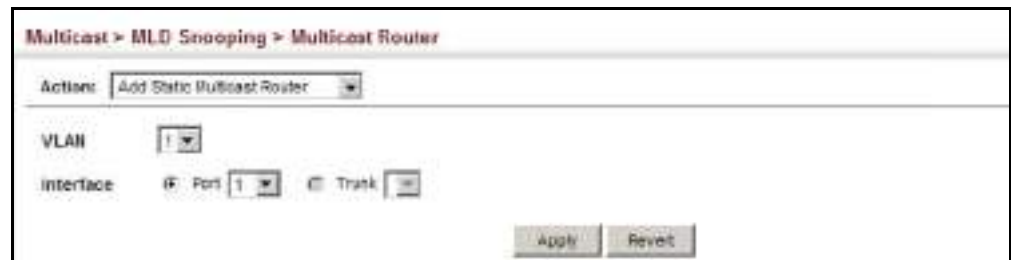 Multicast > MLD Snooping > Multicast Router
Action: Add Static Multicast Router
VLAN 1
Interface Port 1 Trunk
Apply Revert